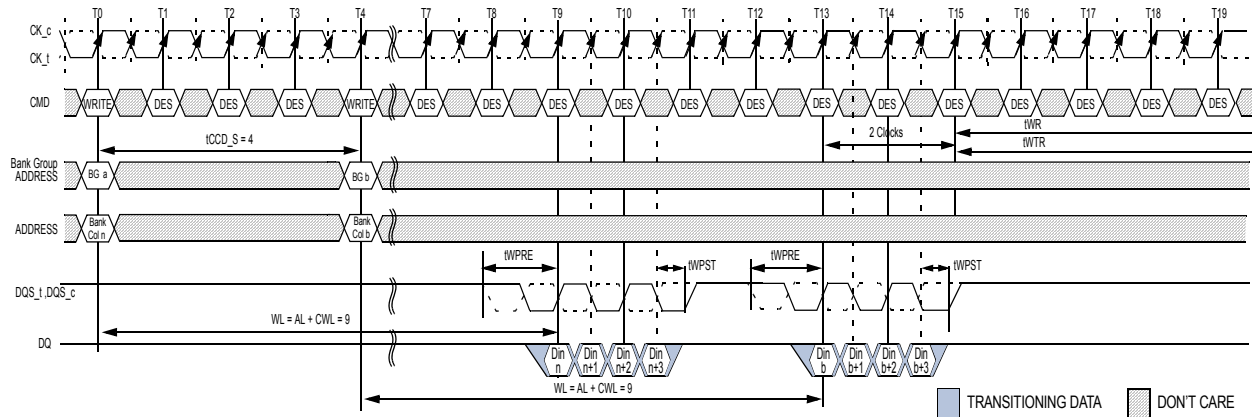 T0 T1 T2 T3 T4 T7 T8 T9 T10 T11 T12 T13 T14 T15 T16 T17 T18 T19
CK_c
CK_t
CMD WRITE DES DES DES WRITE DES DES DES DES DES DES DES DES DES DES DES DES DES
tCCD_S = 4
2 Clocks
tWR
tWTR
Bank Group
ADDRESS
BG a
BG b
ADDRESS
Bank
Col n
Bank
Col b
tWPRE
tWPST
tWPRE
tWPST
DQS_t ,DQS_c
WL = AL + CWL = 9
DQ
Din
n
Din
n+1
Din
n+2
Din
n+3
Din
b
Din
b+1
Din
b+2
Din
b+3
WL = AL + CWL = 9
TRANSITIONING DATA
DON'T CARE